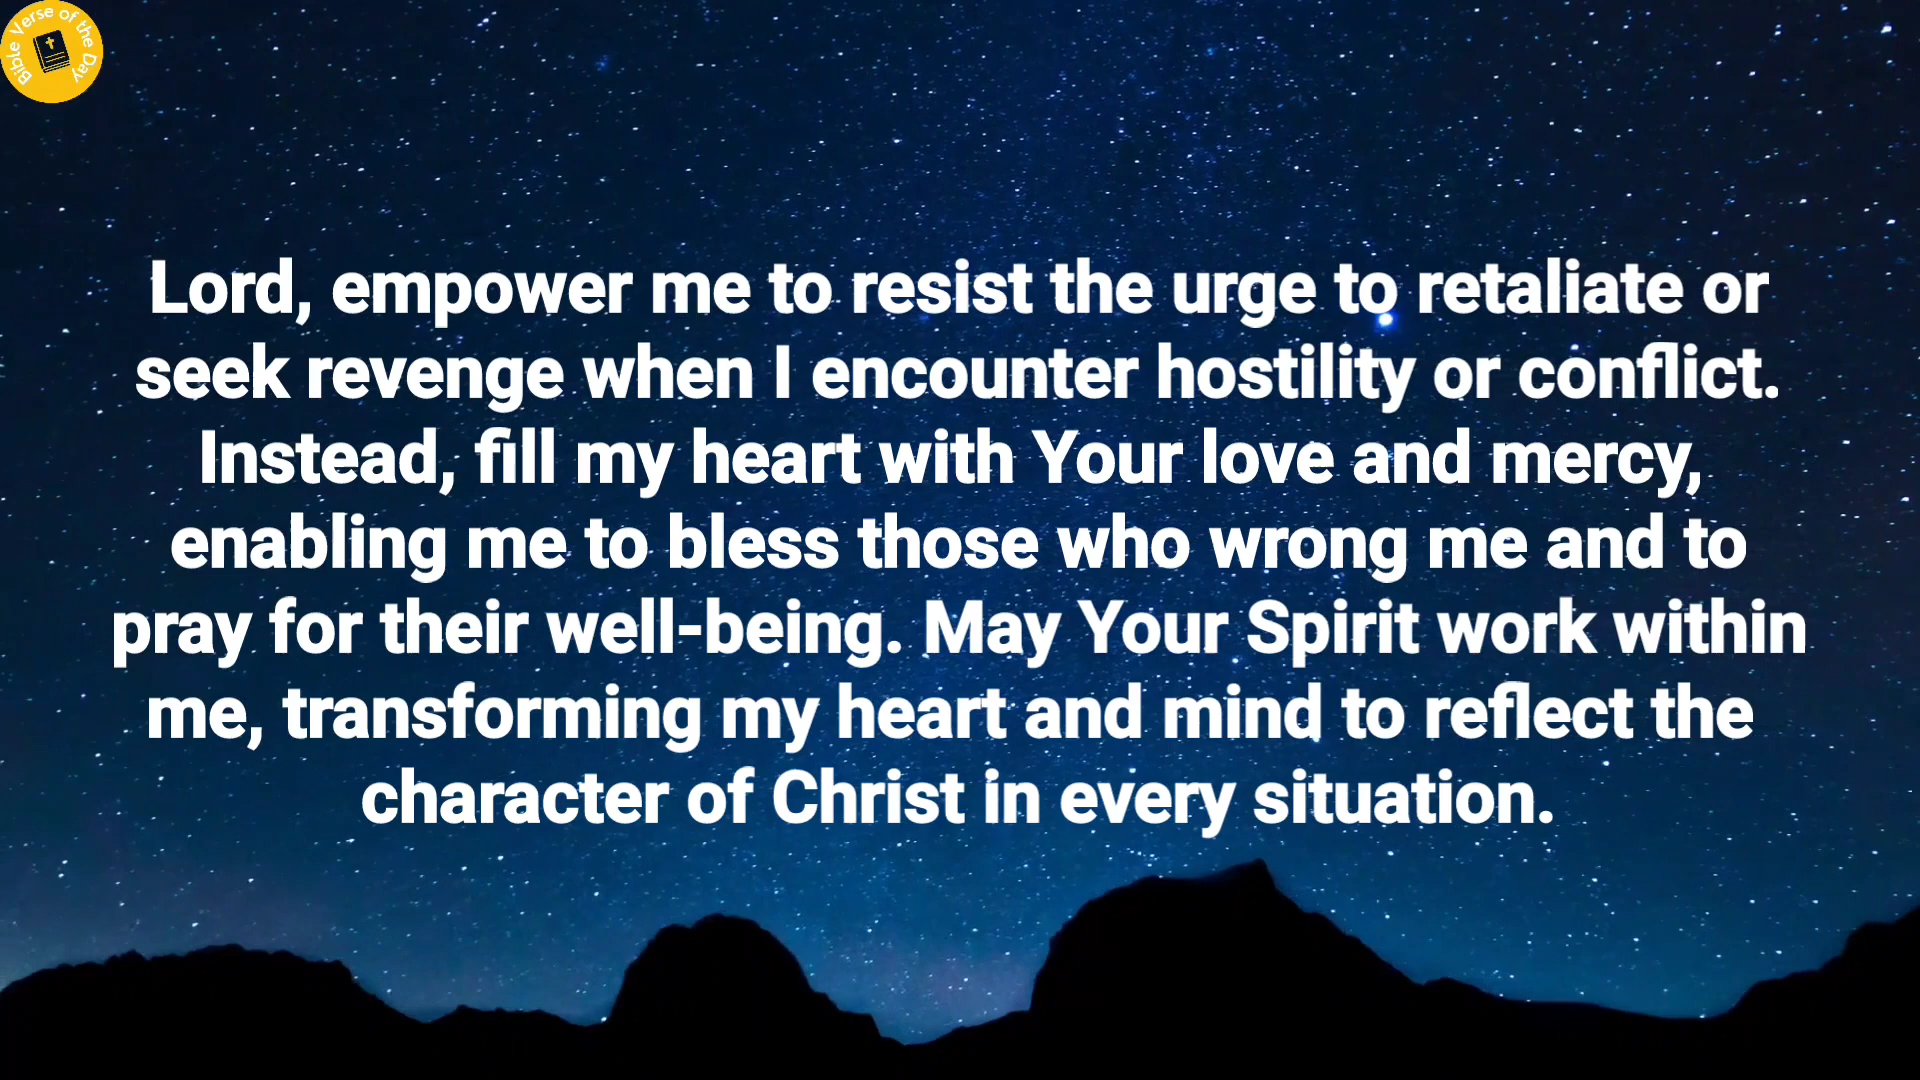 Bible Verse of the Day
Lord, empower me to resist the urge to retaliate or
seek revenge when I encounter hostility or conflict.
Instead, fill my heart with Your love and mercy,
enabling me to bless those who wrong me and to
pray for their well-being. May Your Spirit work within
me, transforming my heart and mind to reflect the
character of Christ in every situation.